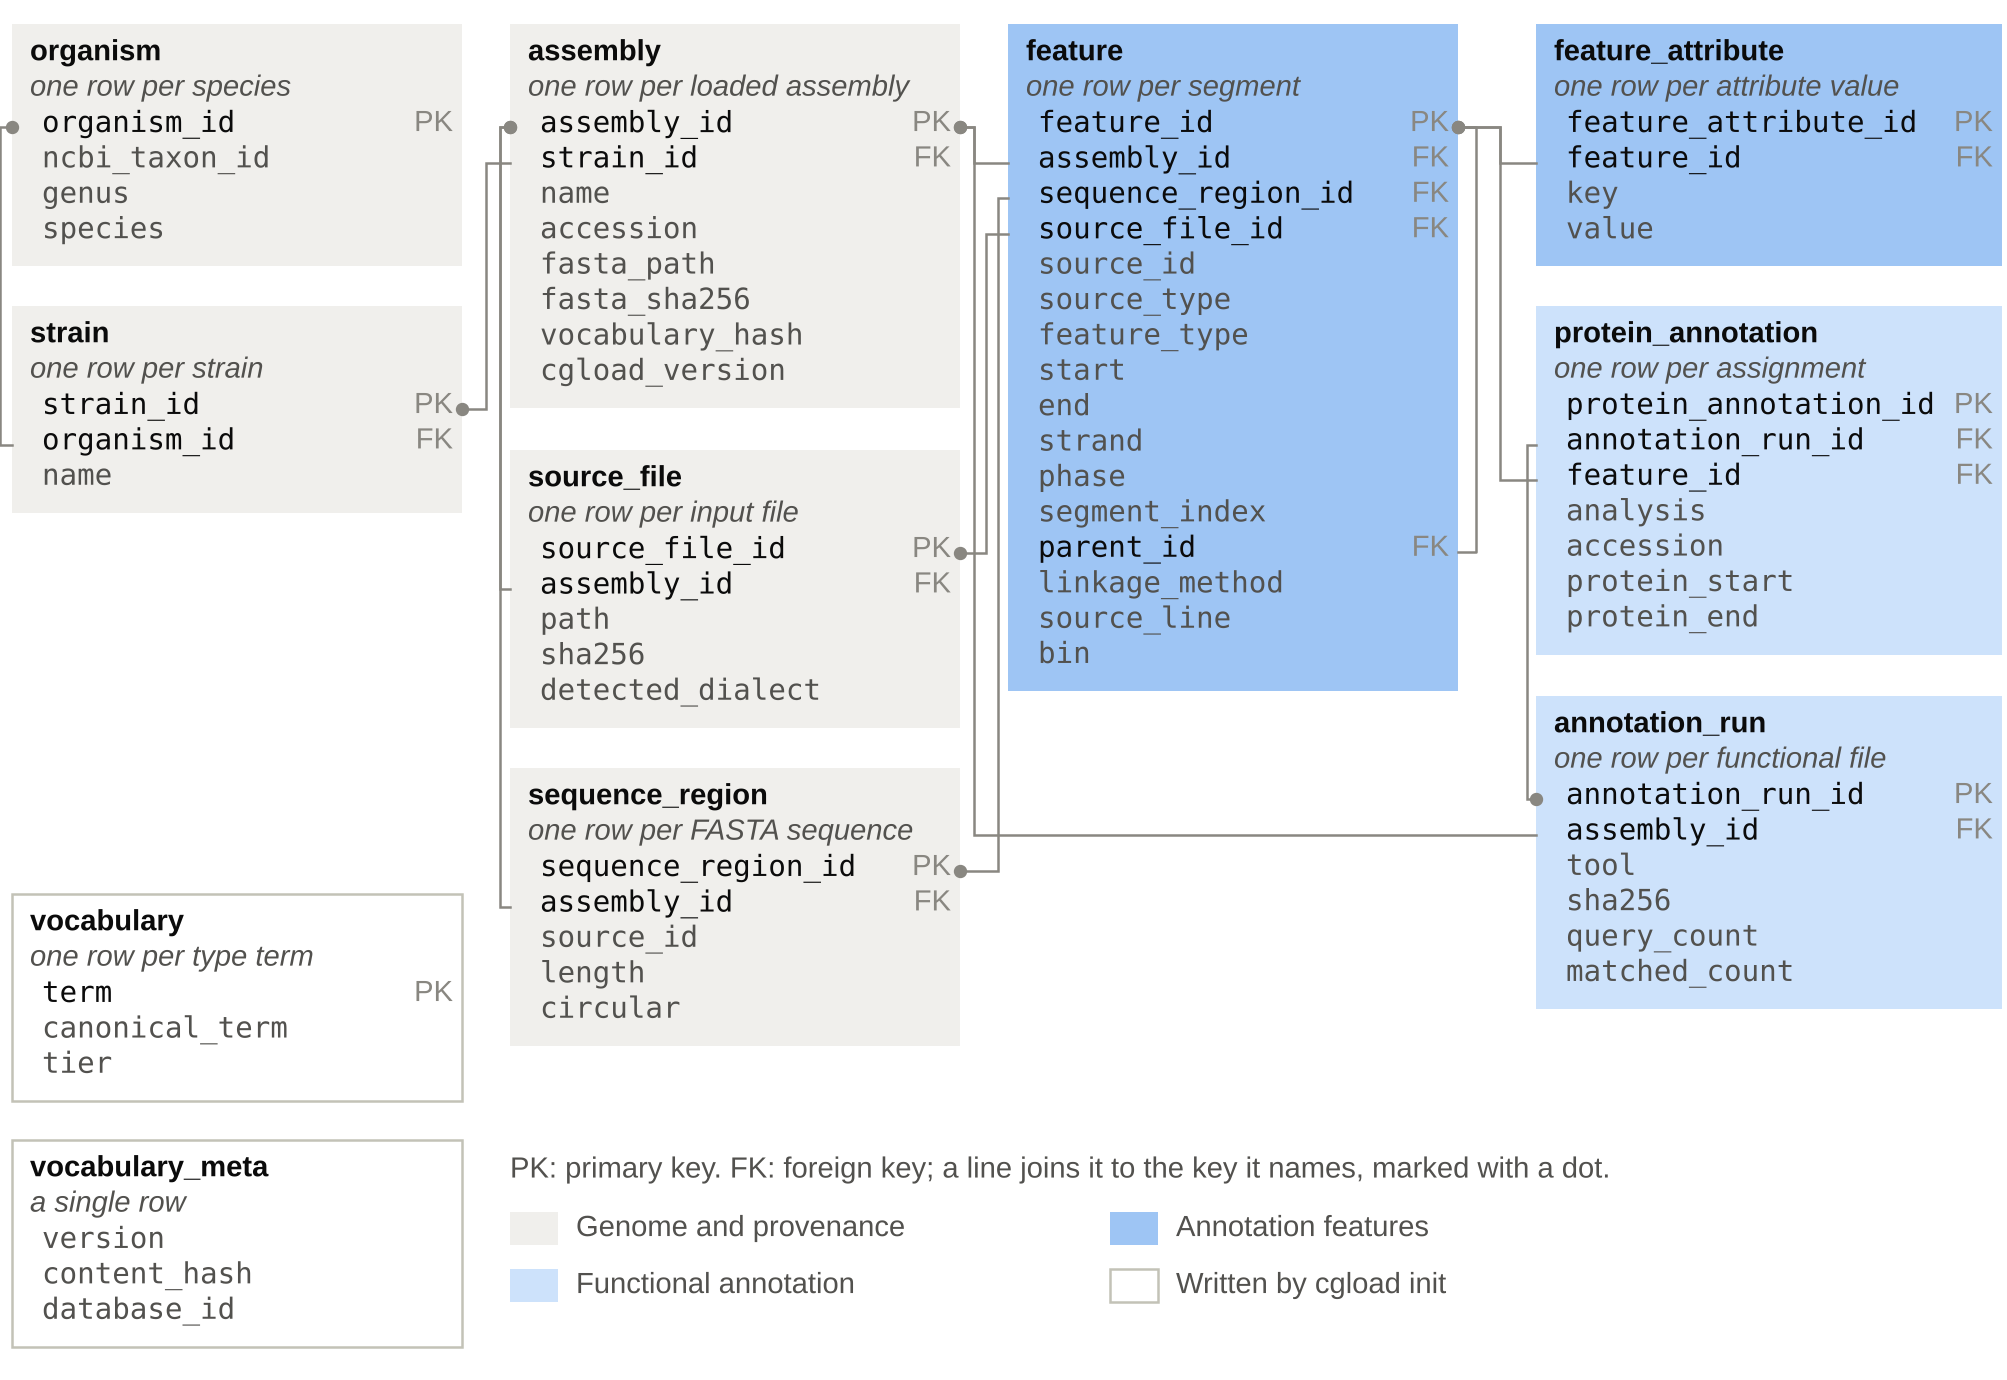 organism
one row per species
organism_id PK
ncbi_taxon_id
genus
species
strain
one row per strain
strain_id PK
organism_id FK
name
vocabulary
one row per type term
term PK
canonical_term
tier
vocabulary_meta
a single row
version
content_hash
database_id
assembly
one row per loaded assembly
assembly_id PK
strain_id FK
name
accession
fasta_path
fasta_sha256
vocabulary_hash
cgload_version
source_file
one row per input file
source_file_id PK
assembly_id FK
path
sha256
detected_dialect
sequence_region
one row per FASTA sequence
sequence_region_id PK
assembly_id FK
source_id
length
circular
feature
one row per segment
feature_id PK
assembly_id FK
sequence_region_id FK
source_file_id FK
source_id
source_type
feature_type
start
end
strand
phase
segment_index
parent_id FK
linkage_method
source_line
bin
feature_attribute
one row per attribute value
feature_attribute_id PK
feature_id FK
key
value
protein_annotation
one row per assignment
protein_annotation_id PK
annotation_run_id FK
feature_id FK
analysis
accession
protein_start
protein_end
annotation_run
one row per functional file
annotation_run_id PK
assembly_id FK
tool
sha256
query_count
matched_count
PK: primary key. FK: foreign key; a line joins it to the key it names, marked with a dot.
Genome and provenance
Annotation features
Functional annotation
Written by cgload init